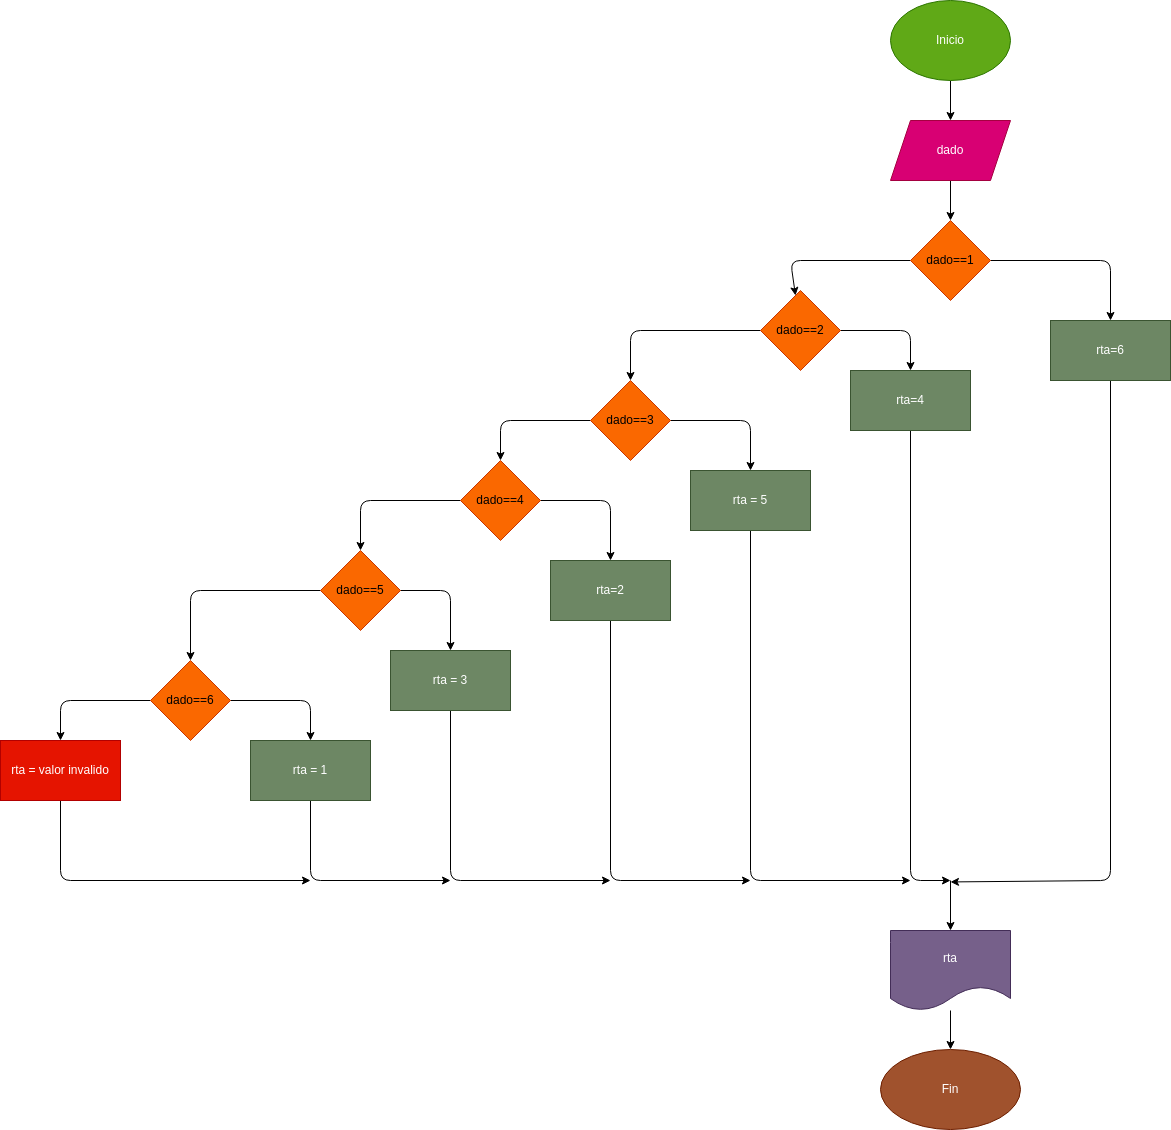 Inicio
dado
dado==1
dado==2
rta=6
dado==3
rta=4
dado==4
rta = 5
dado==5
rta=2
dado==6
rta = 3
rta = valor invalido
rta = 1
rta
Fin